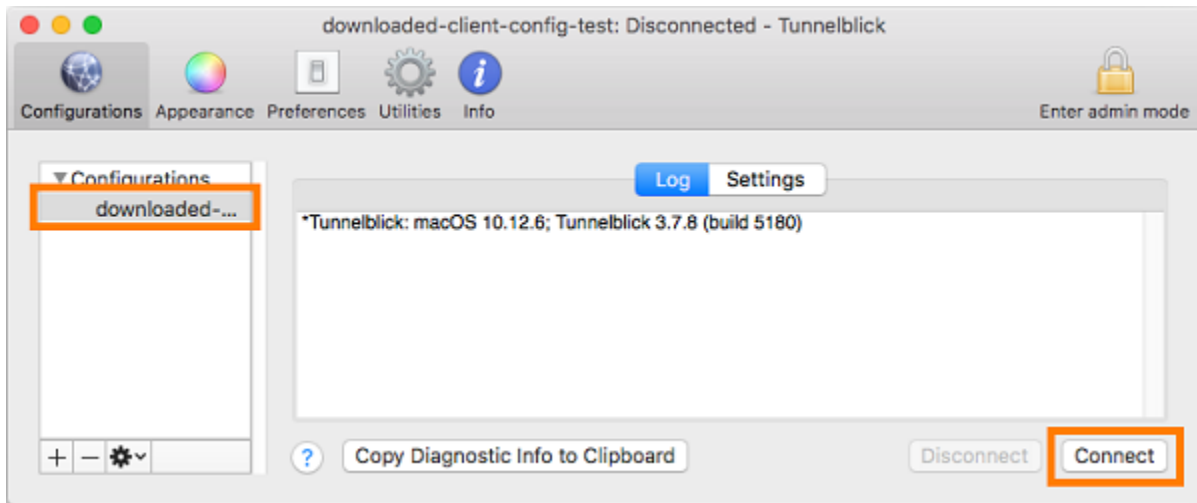 downloaded-client-config-test: Disconnected - Tunnelblick
Configurations Appearance Preferences Utilities Info Enter admin mode
Configurations
downloaded-...
Log Settings
*Tunnelblick: macOS 10.12.6; Tunnelblick 3.7.8 (build 5180)
+ − ? Copy Diagnostic Info to Clipboard Disconnect Connect